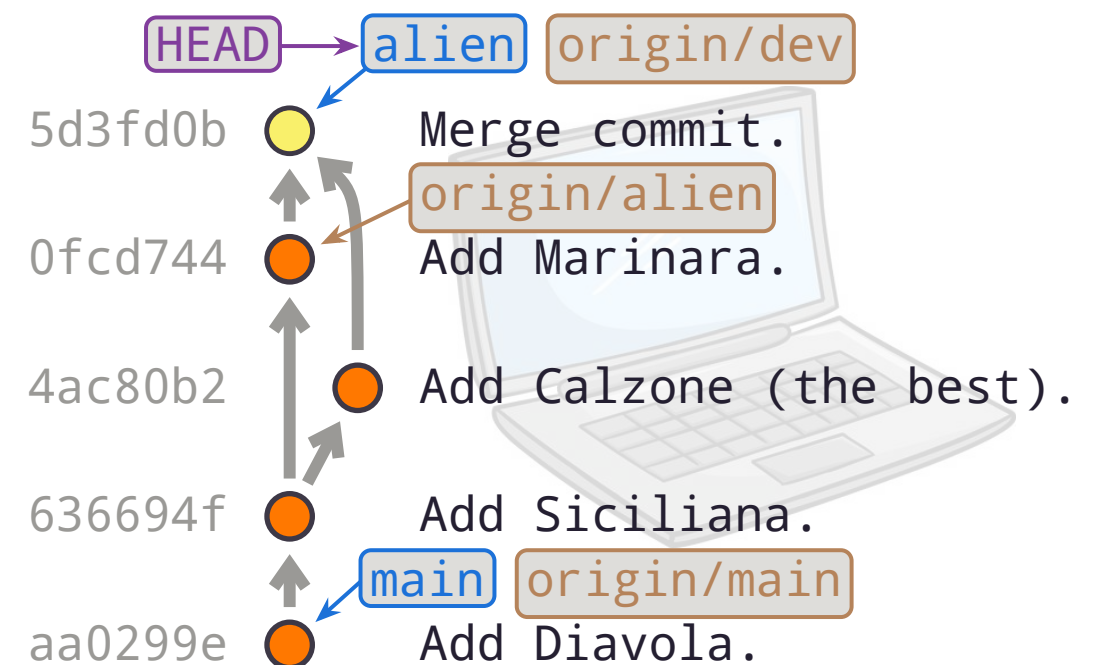 HEAD alien origin/dev
5d3fd0b Merge commit.
origin/alien
0fcd744 Add Marinara.
4ac80b2 Add Calzone (the best).
636694f Add Siciliana.
main origin/main
aa0299e Add Diavola.